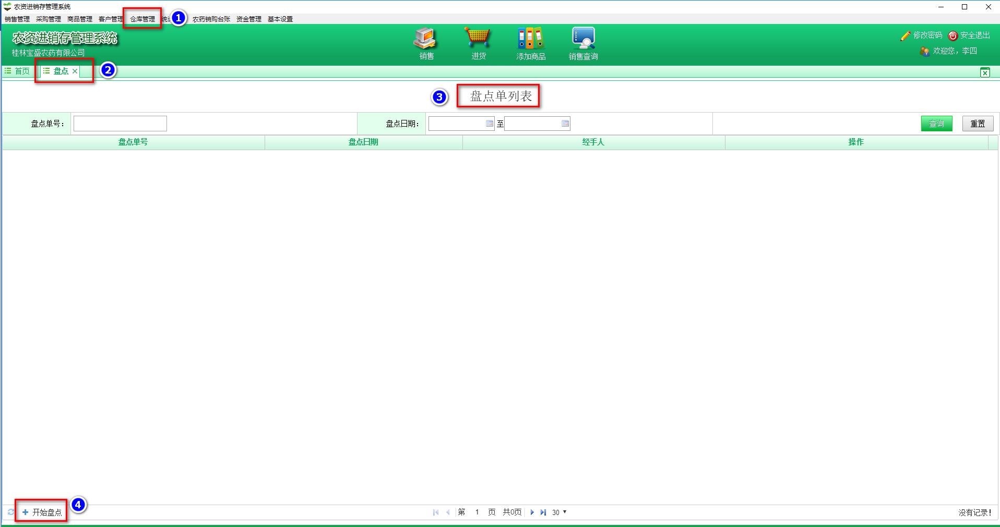 农资进销存管理系统
销售管理 采购管理 商品管理 客户管理 仓库管理 统 1 农药销购台账 资金管理 基本设置
农资进销存管理系统
桂林宝盛农药有限公司
销售 进货 添加商品 销售查询
修改密码 安全退出
欢迎您，李四
首页 盘点 2
3 盘点单列表
盘点单号： 盘点日期： 至 查询 重置
盘点单号 盘点日期 经手人 操作
开始盘点 4 第 1 页 共0页 30 没有记录！